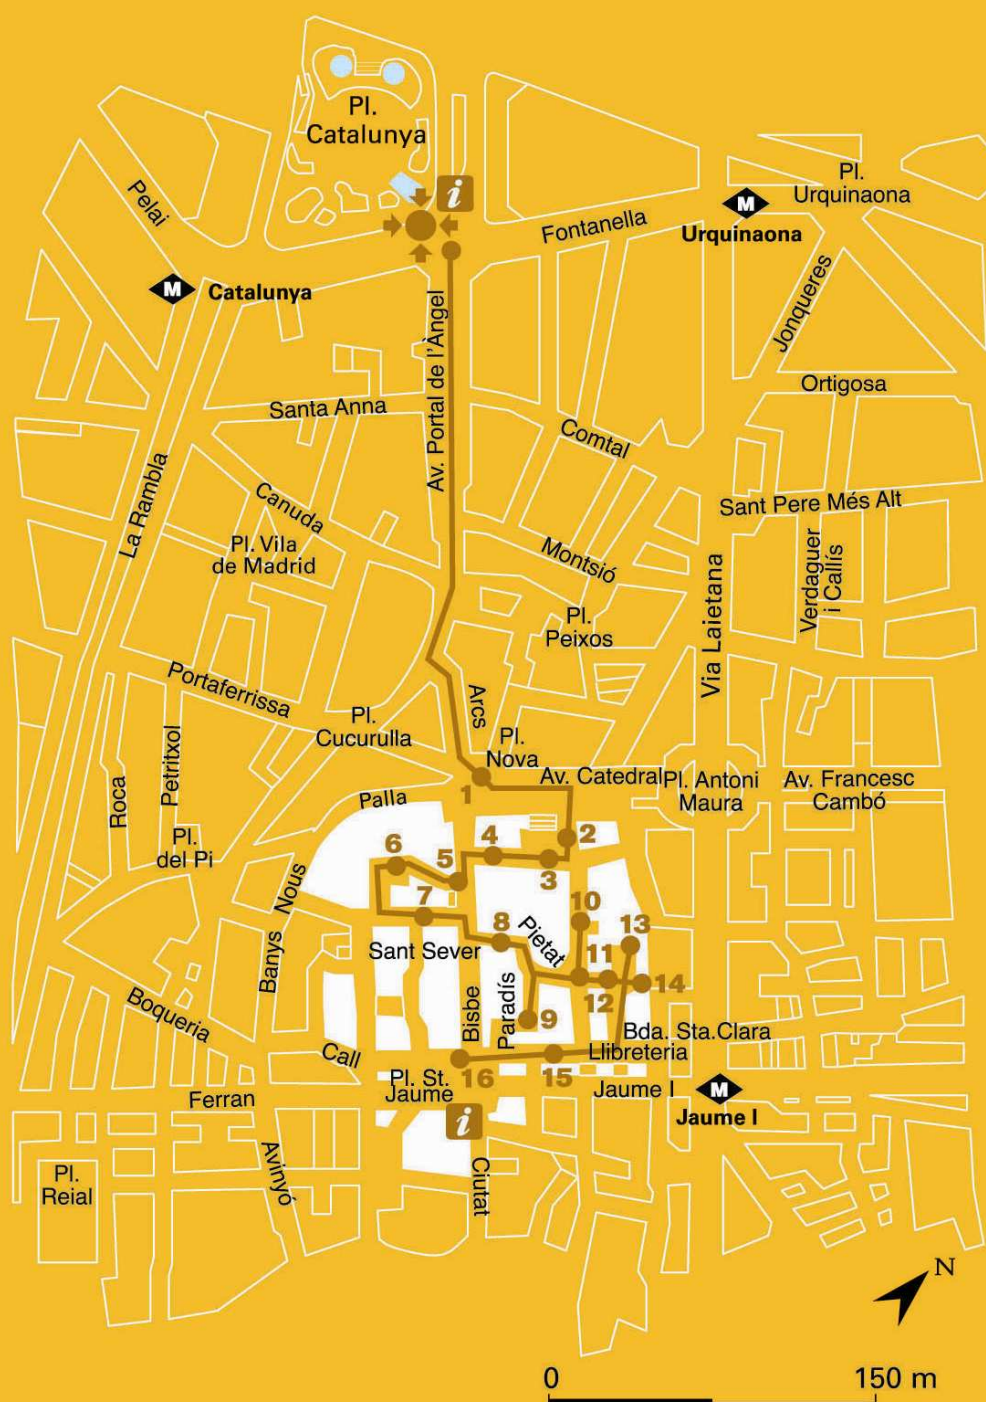 Pl.
Catalunya
i
Pl.
Urquinaona
M
Urquinaona
Pelai
Fontanella
M
Catalunya
Jonqueres
Av. Portal de l'Àngel
Ortigosa
Santa Anna
Comtal
La Rambla
Canuda
Sant Pere Més Alt
Pl. Vila
de Madrid
Montsió
Verdaguer
i Callís
Via Laietana
Pl.
Peixos
Portaferrissa
Arcs
Pl.
Cucurulla
Pl.
Nova
Petritxol
Roca
Av. Catedral
Pl. Antoni
Maura
Av. Francesc
Cambó
1
Palla
2
Pl.
del Pi
6
5
4
3
Banys Nous
7
8
Pietat
10
13
Sant Sever
11
12
14
Boqueria
Bisbe
Paradís
9
Bda. Sta. Clara
Call
Llibreteria
16
15
Pl. St.
Jaume
Jaume I
M
Jaume I
Ferran
i
Avinyó
Ciutat
Pl.
Reial
N
0
150 m